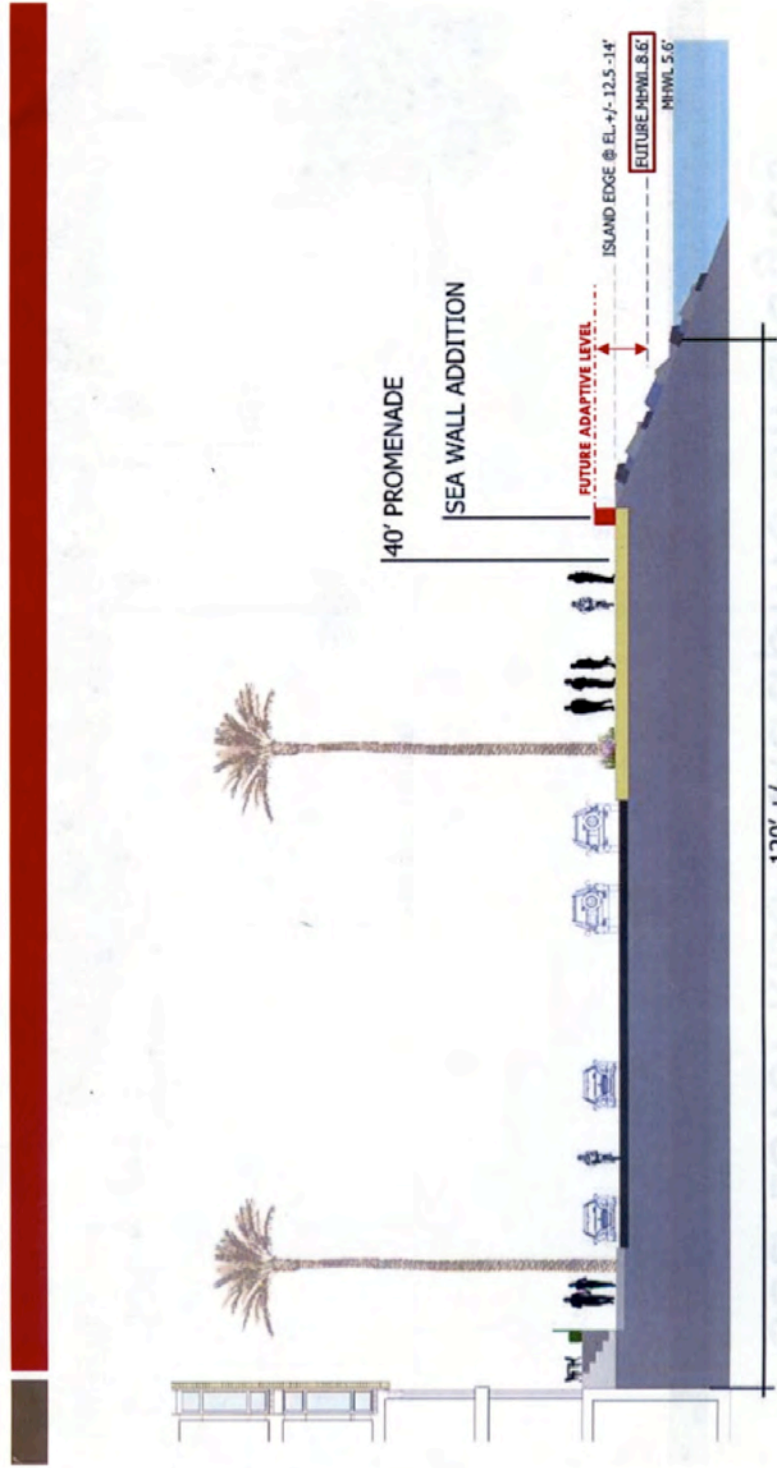 40' PROMENADE
SEA WALL ADDITION
FUTURE ADAPTIVE LEVEL
ISLAND EDGE @ EL. +/- 12.5 -14'
FUTURE MHWL 8.6'
MHWL 5.6'